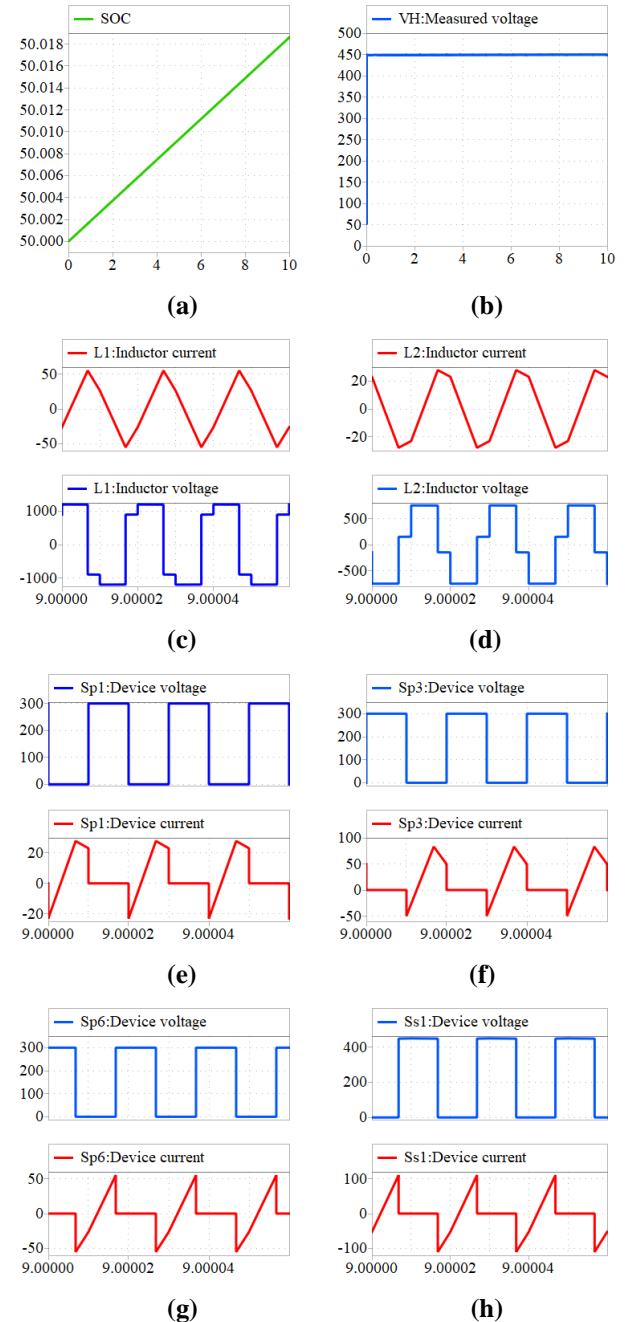 SOC
50.018
50.016
50.014
50.012
50.010
50.008
50.006
50.004
50.002
50.000
0 2 4 6 8 10
(a)
VH:Measured voltage
500
450
400
350
300
250
200
150
100
50
0
0 2 4 6 8 10
(b)
L1:Inductor current
50
0
-50
L1:Inductor voltage
1000
0
-1000
9.00000 9.00002 9.00004
(c)
L2:Inductor current
20
0
-20
L2:Inductor voltage
500
0
-500
9.00000 9.00002 9.00004
(d)
Sp1:Device voltage
300
200
100
0
Sp1:Device current
20
0
-20
9.00000 9.00002 9.00004
(e)
Sp3:Device voltage
300
200
100
0
Sp3:Device current
100
50
0
-50
9.00000 9.00002 9.00004
(f)
Sp6:Device voltage
300
200
100
0
Sp6:Device current
50
0
-50
9.00000 9.00002 9.00004
(g)
Ss1:Device voltage
400
200
0
Ss1:Device current
100
0
-100
9.00000 9.00002 9.00004
(h)